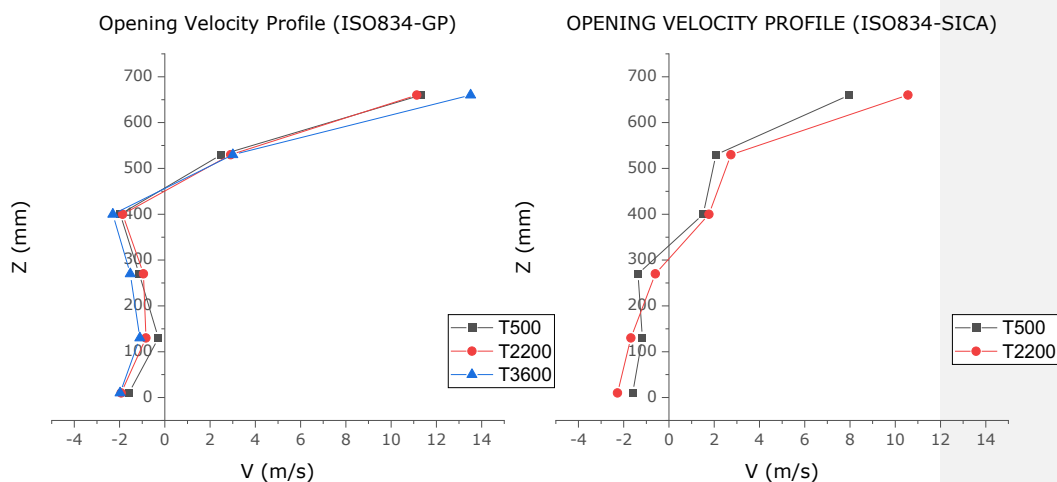 Opening Velocity Profile (ISO834-GP)
700
600
500
400
300
200
100
0
Z (mm)
-4 -2 0 2 4 6 8 10 12 14
V (m/s)
T500
T2200
T3600
OPENING VELOCITY PROFILE (ISO834-SICA)
700
600
500
400
300
200
100
0
Z (mm)
-4 -2 0 2 4 6 8 10 12 14
V (m/s)
T500
T2200